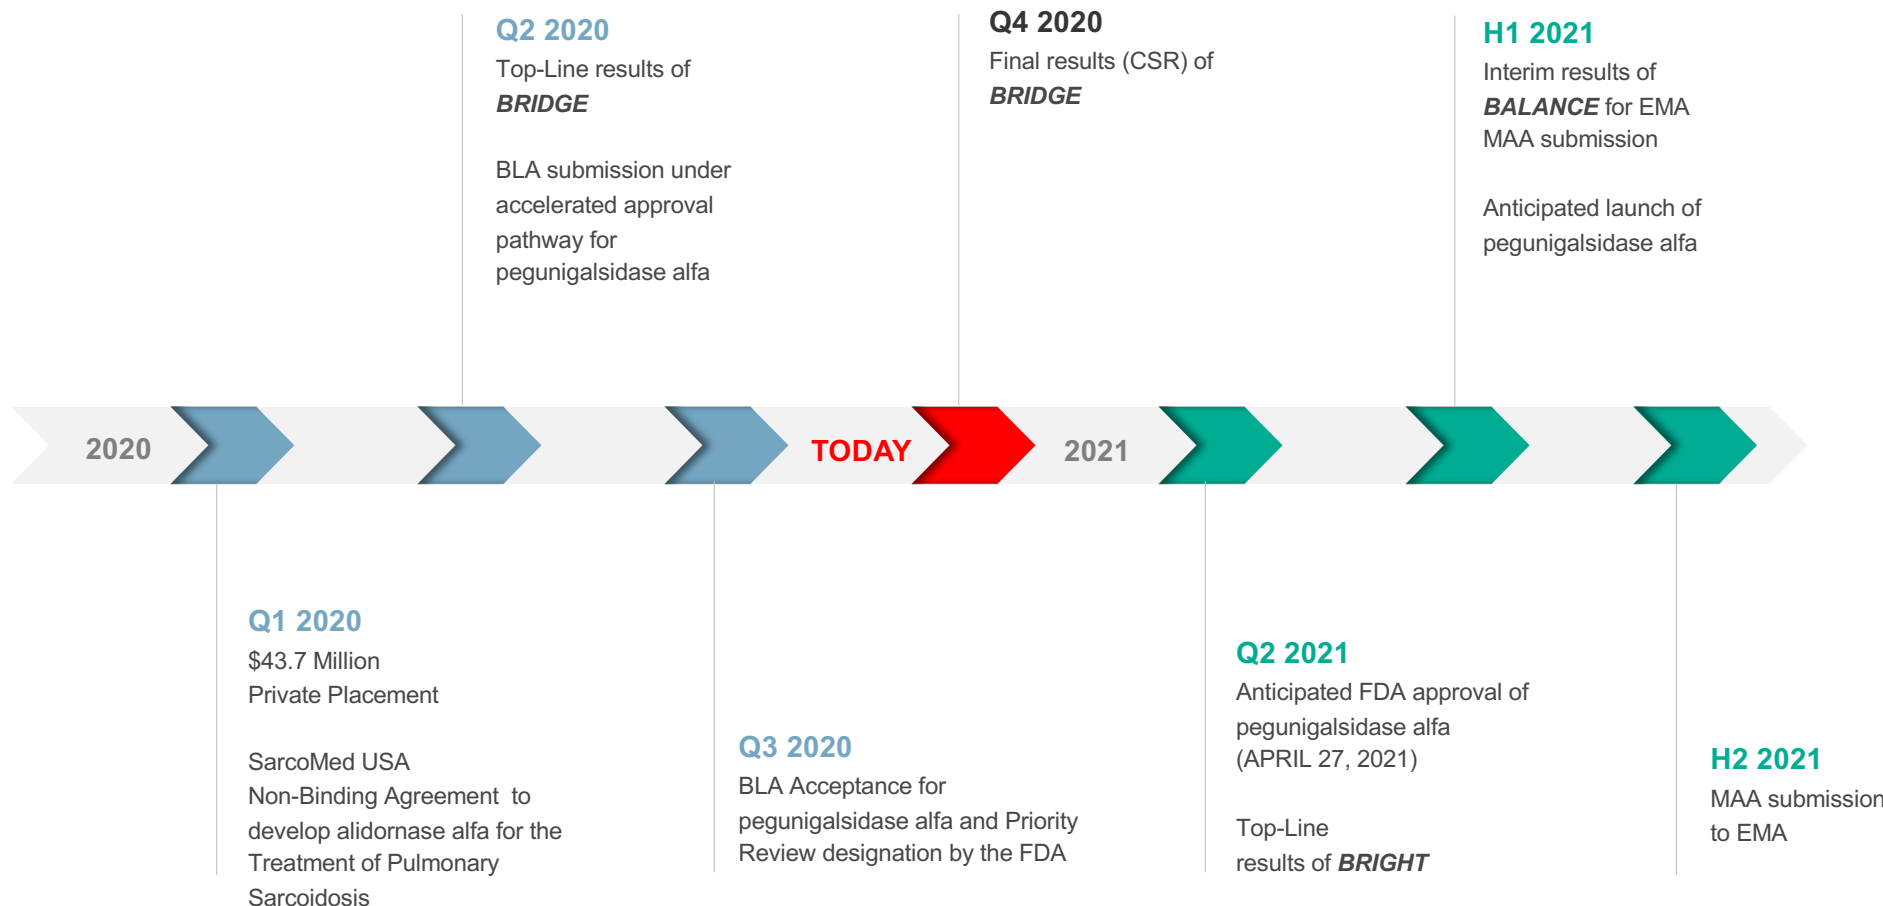 Q2 2020
Top-Line results of
BRIDGE
BLA submission under
accelerated approval
pathway for
pegunigalsidase alfa
Q4 2020
Final results (CSR) of
BRIDGE
H1 2021
Interim results of
BALANCE for EMA
MAA submission
Anticipated launch of
pegunigalsidase alfa
2020
TODAY
2021
Q1 2020
$43.7 Million
Private Placement
SarcoMed USA
Non-Binding Agreement to
develop alidornase alfa for the
Treatment of Pulmonary
Sarcoidosis
Q3 2020
BLA Acceptance for
pegunigalsidase alfa and Priority
Review designation by the FDA
Q2 2021
Anticipated FDA approval of
pegunigalsidase alfa
(APRIL 27, 2021)
Top-Line
results of BRIGHT
H2 2021
MAA submission
to EMA